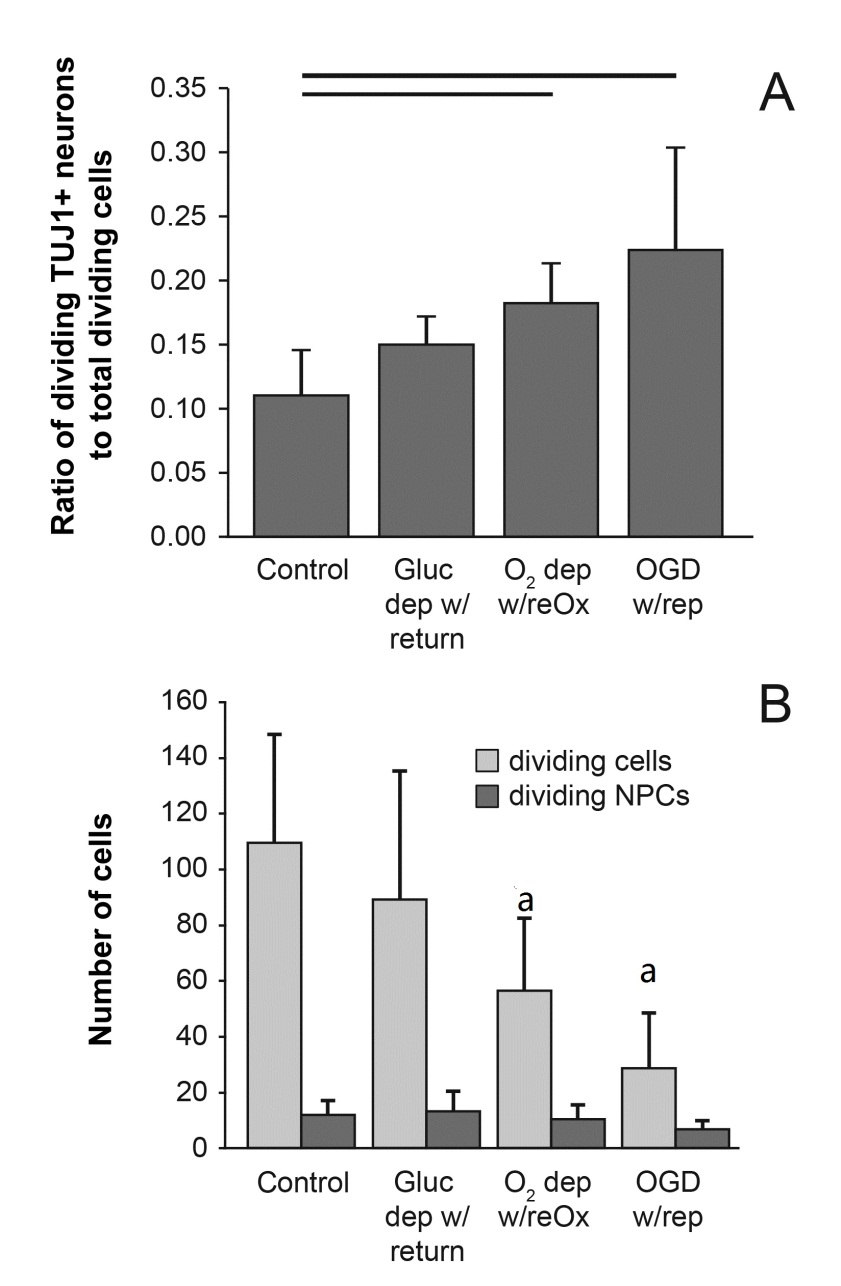 A
Ratio of dividing TUJ1+ neurons
to total dividing cells
0.35
0.30
0.25
0.20
0.15
0.10
0.05
0.00
Control
Gluc
dep w/
return
O2 dep
w/reOx
OGD
w/rep
B
Number of cells
160
140
120
100
80
60
40
20
0
dividing cells
dividing NPCs
a
a
Control
Gluc
dep w/
return
O2 dep
w/reOx
OGD
w/rep